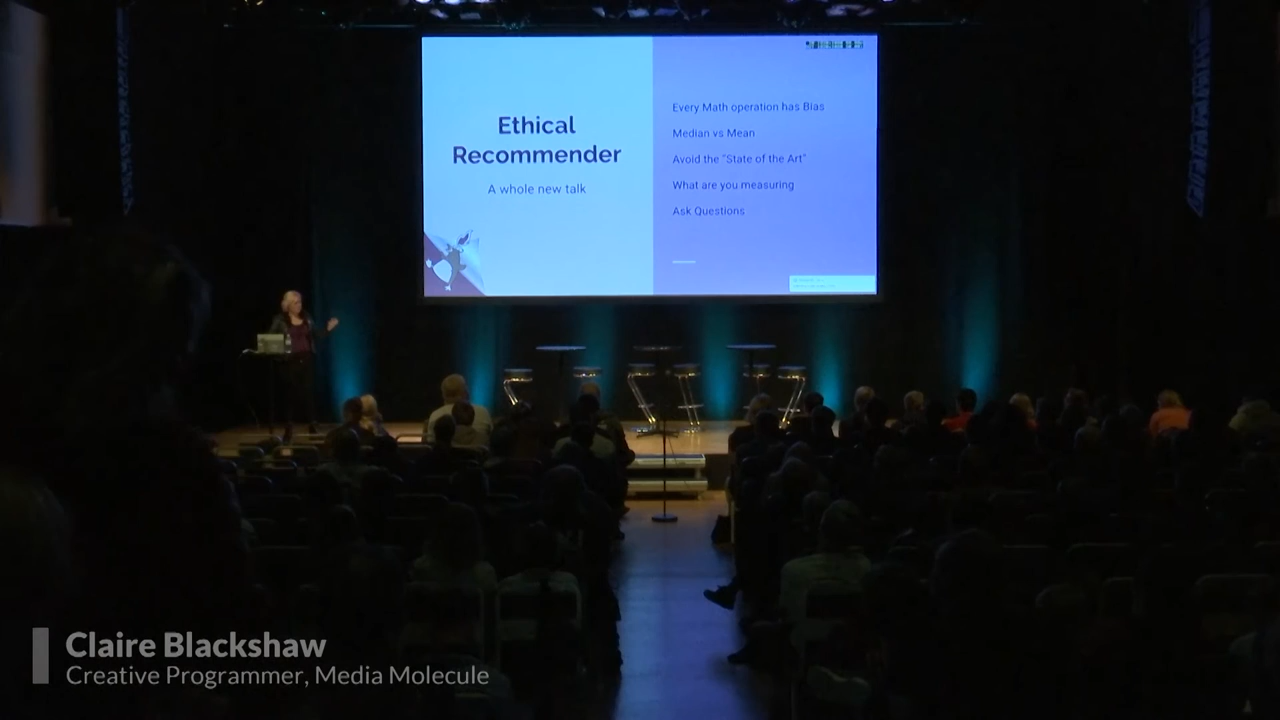 Ethical
Recommender
A whole new talk
Every Math operation has Bias
Median vs Mean
Avoid the "State of the Art"
What are you measuring
Ask Questions
Claire Blackshaw
Creative Programmer, Media Molecule